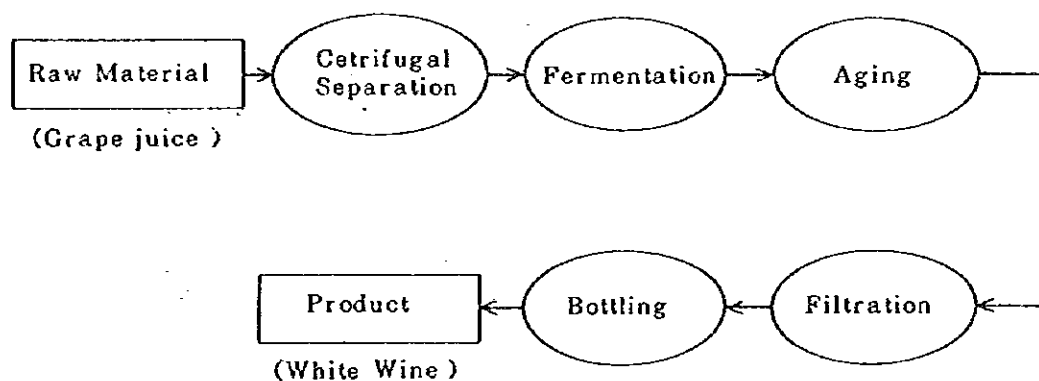 Raw Material
(Grape juice )
Cetrifugal
Separation
Fermentation
Aging
Filtration
Bottling
Product
(White Wine )